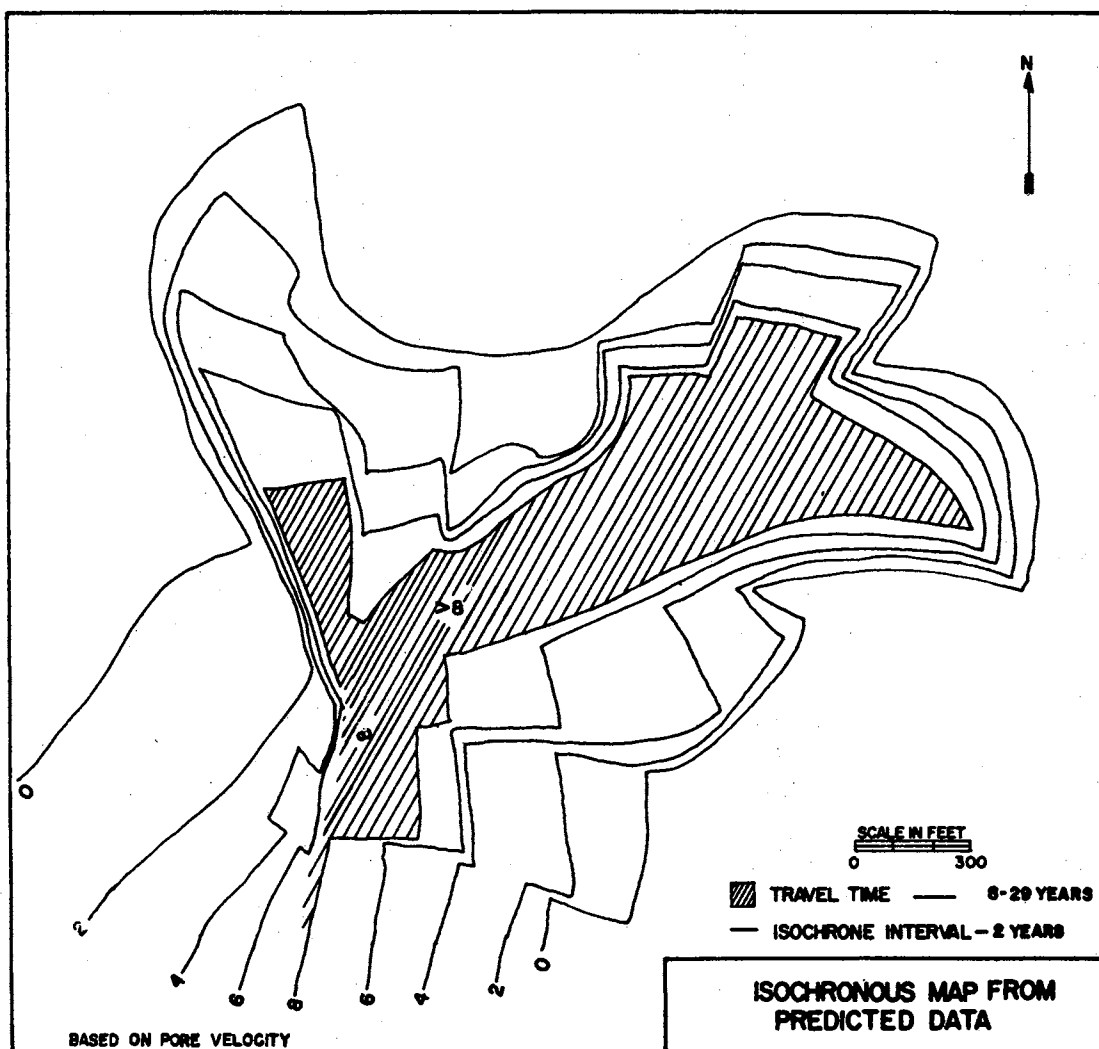 N
>8
8
0
2
4
6
8
6
4
2
0
SCALE IN FEET
0 300
TRAVEL TIME — 8-29 YEARS
— ISOCHRONE INTERVAL - 2 YEARS
ISOCHRONOUS MAP FROM
PREDICTED DATA
BASED ON PORE VELOCITY